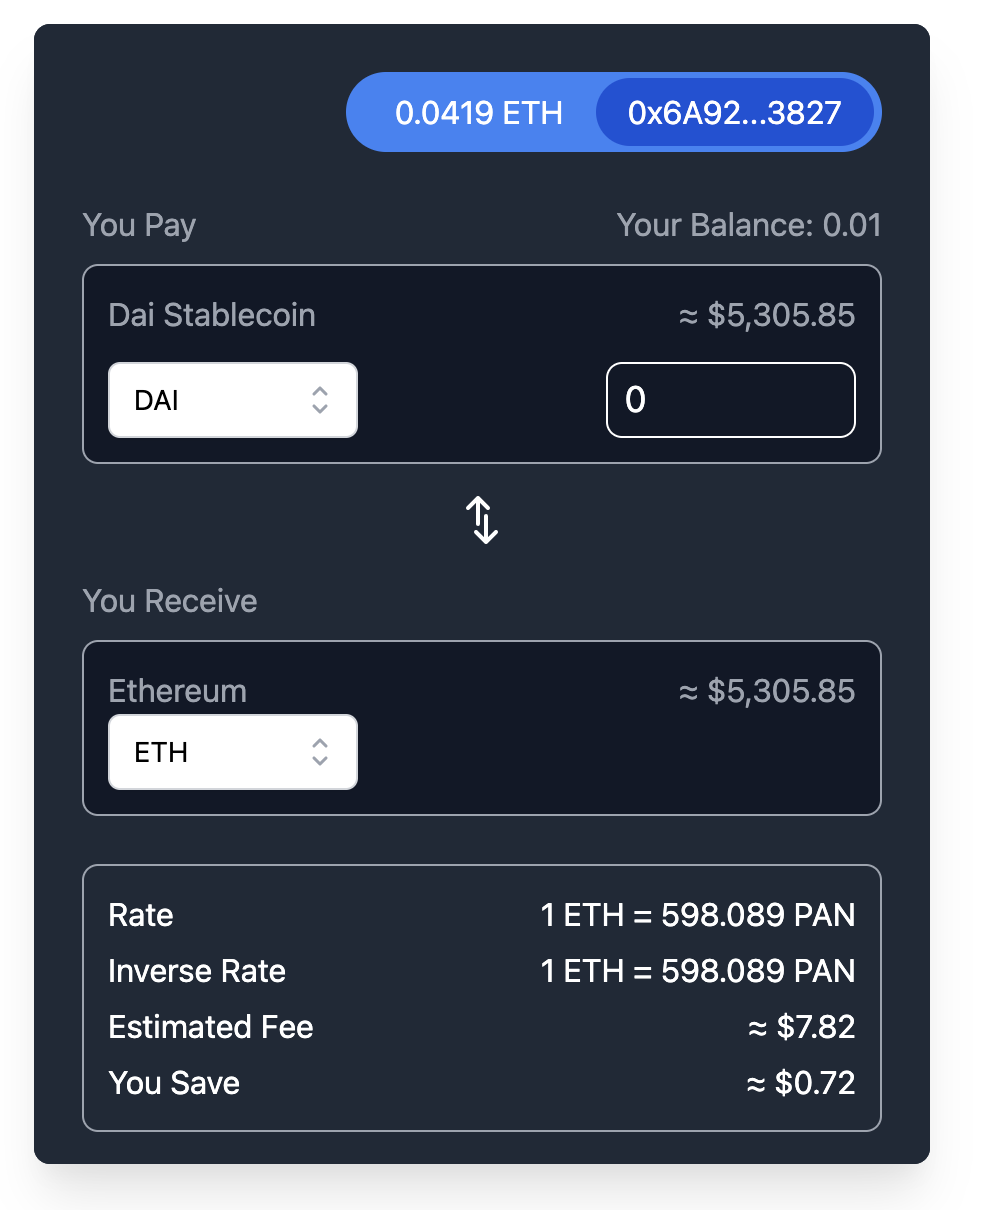 0.0419 ETH 0x6A92...3827
You Pay Your Balance: 0.01
Dai Stablecoin ≈ $5,305.85
DAI 0
You Receive
Ethereum ≈ $5,305.85
ETH
Rate 1 ETH = 598.089 PAN
Inverse Rate 1 ETH = 598.089 PAN
Estimated Fee ≈ $7.82
You Save ≈ $0.72